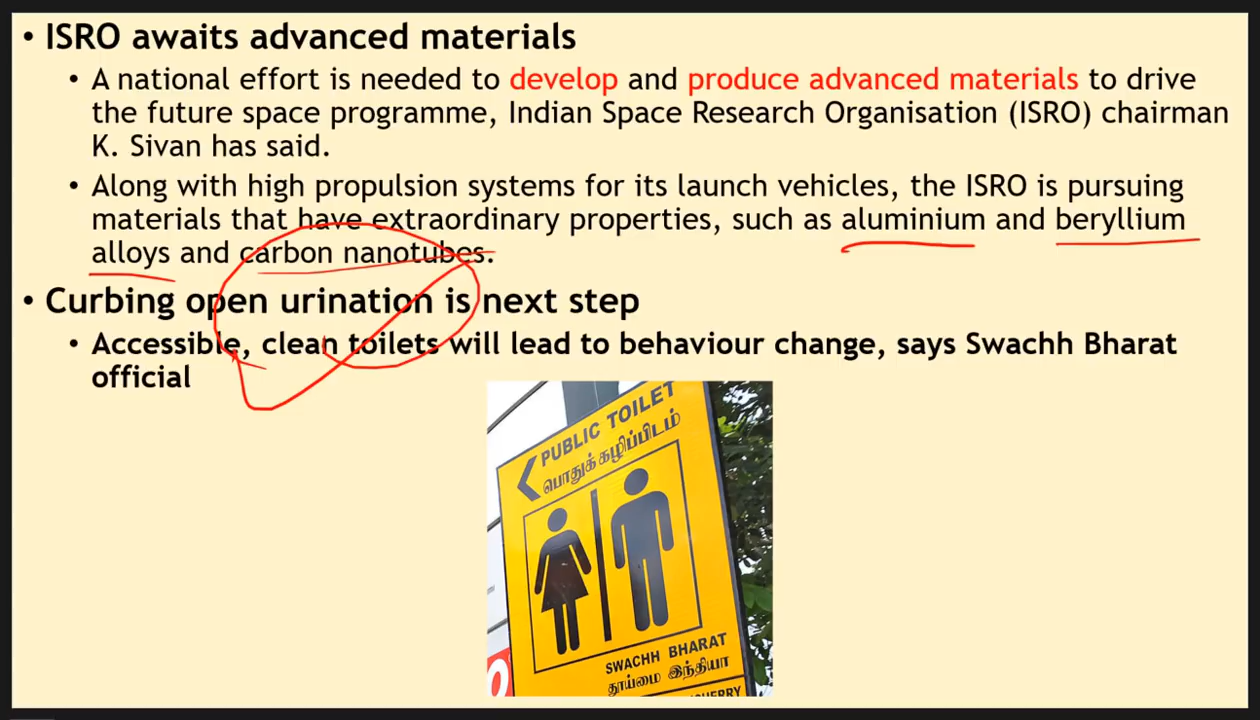 • ISRO awaits advanced materials
• A national effort is needed to develop and produce advanced materials to drive
the future space programme, Indian Space Research Organisation (ISRO) chairman
K. Sivan has said.
• Along with high propulsion systems for its launch vehicles, the ISRO is pursuing
materials that have extraordinary properties, such as aluminium and beryllium
alloys and carbon nanotubes.
• Curbing open urination is next step
• Accessible, clean toilets will lead to behaviour change, says Swachh Bharat
official
PUBLIC TOILET
பொதுக் கழிப்பிடம்
SWACHH BHARAT
தூய்மை இந்தியா